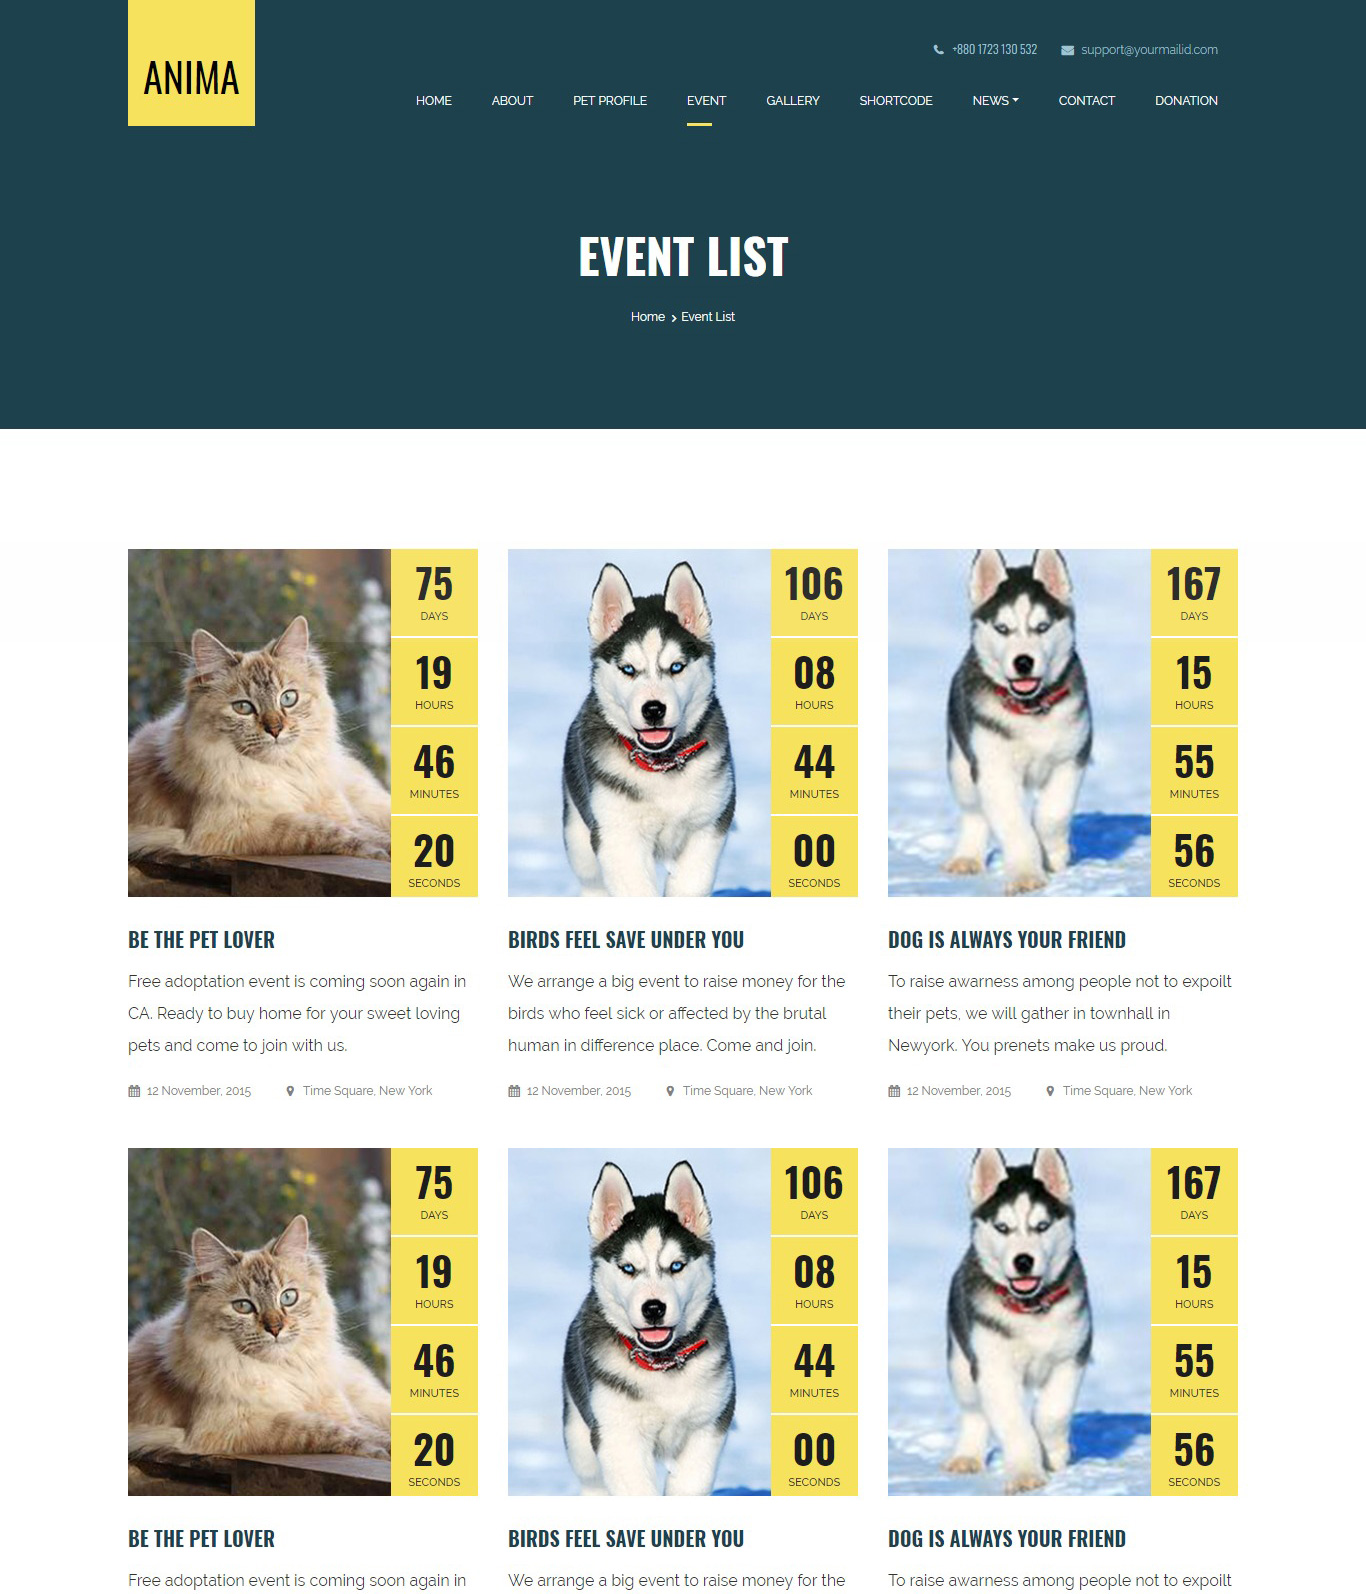 ANIMA
+880 1723 130 532 support@yourmailid.com
HOME ABOUT PET PROFILE EVENT GALLERY SHORTCODE NEWS CONTACT DONATION
EVENT LIST
Home > Event List
75
DAYS
19
HOURS
46
MINUTES
20
SECONDS
106
DAYS
08
HOURS
44
MINUTES
00
SECONDS
167
DAYS
15
HOURS
55
MINUTES
56
SECONDS
BE THE PET LOVER
Free adoptation event is coming soon again in
CA. Ready to buy home for your sweet loving
pets and come to join with us.
12 November, 2015 Time Square, New York
BIRDS FEEL SAVE UNDER YOU
We arrange a big event to raise money for the
birds who feel sick or affected by the brutal
human in difference place. Come and join.
12 November, 2015 Time Square, New York
DOG IS ALWAYS YOUR FRIEND
To raise awarness among people not to expoilt
their pets, we will gather in townhall in
Newyork. You prenets make us proud.
12 November, 2015 Time Square, New York
75
DAYS
19
HOURS
46
MINUTES
20
SECONDS
106
DAYS
08
HOURS
44
MINUTES
00
SECONDS
167
DAYS
15
HOURS
55
MINUTES
56
SECONDS
BE THE PET LOVER
Free adoptation event is coming soon again in
BIRDS FEEL SAVE UNDER YOU
We arrange a big event to raise money for the
DOG IS ALWAYS YOUR FRIEND
To raise awarness among people not to expoilt